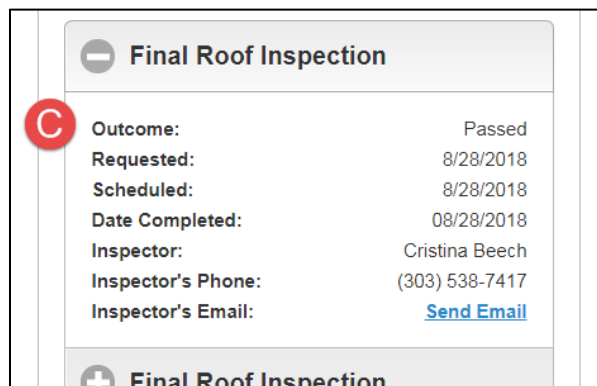 Final Roof Inspection
C
Outcome: Passed
Requested: 8/28/2018
Scheduled: 8/28/2018
Date Completed: 08/28/2018
Inspector: Cristina Beech
Inspector's Phone: (303) 538-7417
Inspector's Email: Send Email
Final Roof Inspection